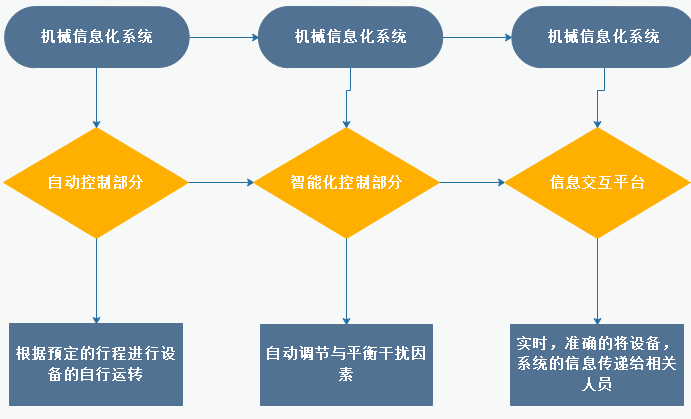 机械信息化系统
机械信息化系统
机械信息化系统
自动控制部分
智能化控制部分
信息交互平台
根据预定的行程进行设
备的自行运转
自动调节与平衡干扰因
素
实时，准确的将设备，
系统的信息传递给相关
人员